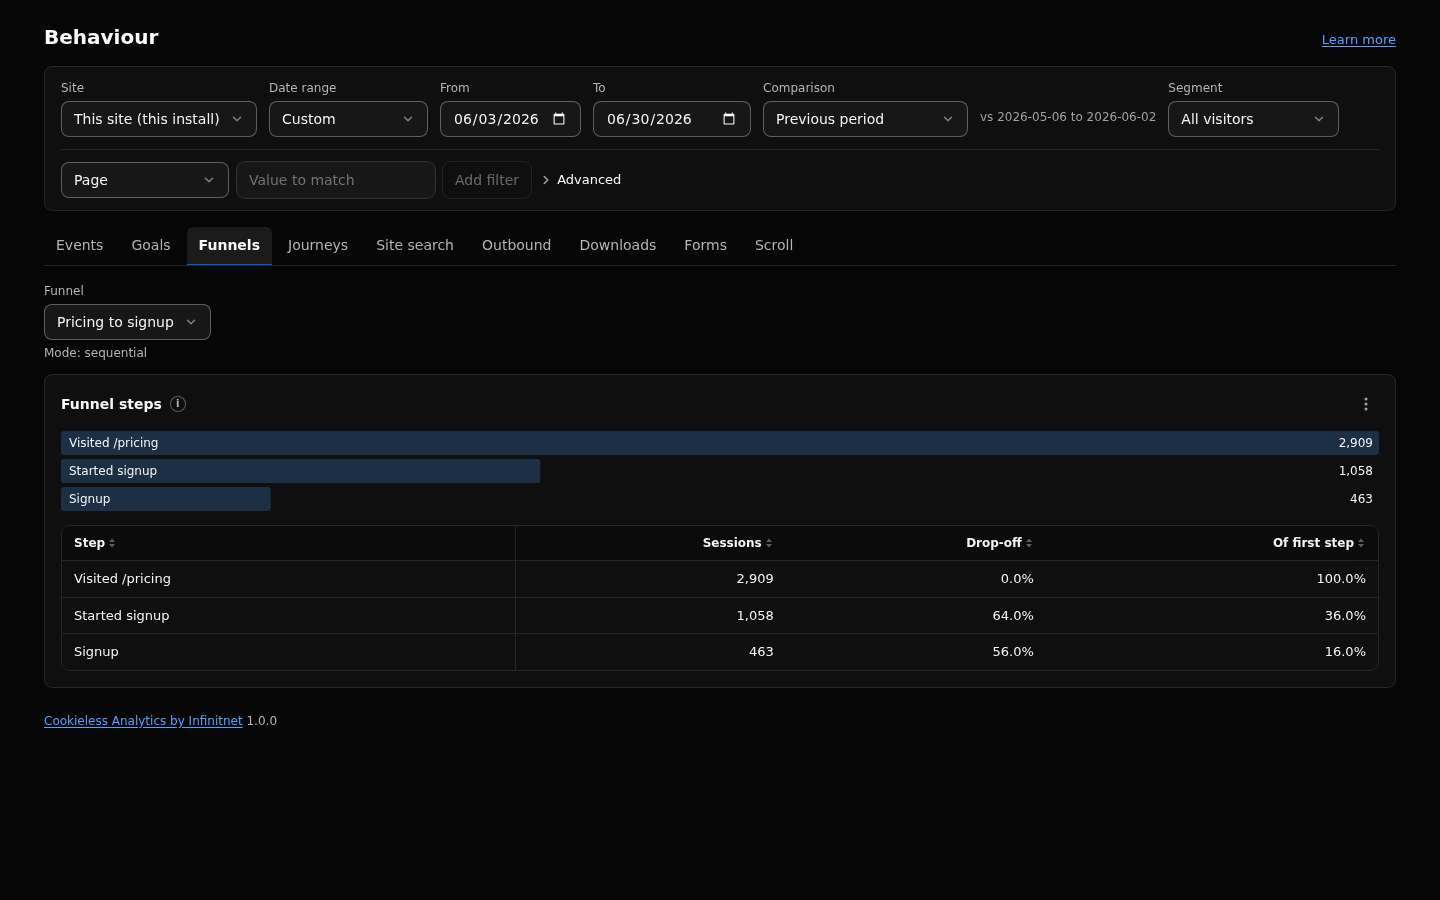 Behaviour
Learn more
Site
Date range
From
To
Comparison
Segment
This site (this install)
Custom
06/03/2026
06/30/2026
Previous period
vs 2026-05-06 to 2026-06-02
All visitors
Page
Value to match
Add filter
Advanced
Events Goals Funnels Journeys Site search Outbound Downloads Forms Scroll
Funnel
Pricing to signup
Mode: sequential
Funnel steps i
Visited /pricing 2,909
Started signup 1,058
Signup 463
Step Sessions Drop-off Of first step
Visited /pricing 2,909 0.0% 100.0%
Started signup 1,058 64.0% 36.0%
Signup 463 56.0% 16.0%
Cookieless Analytics by Infinitnet 1.0.0